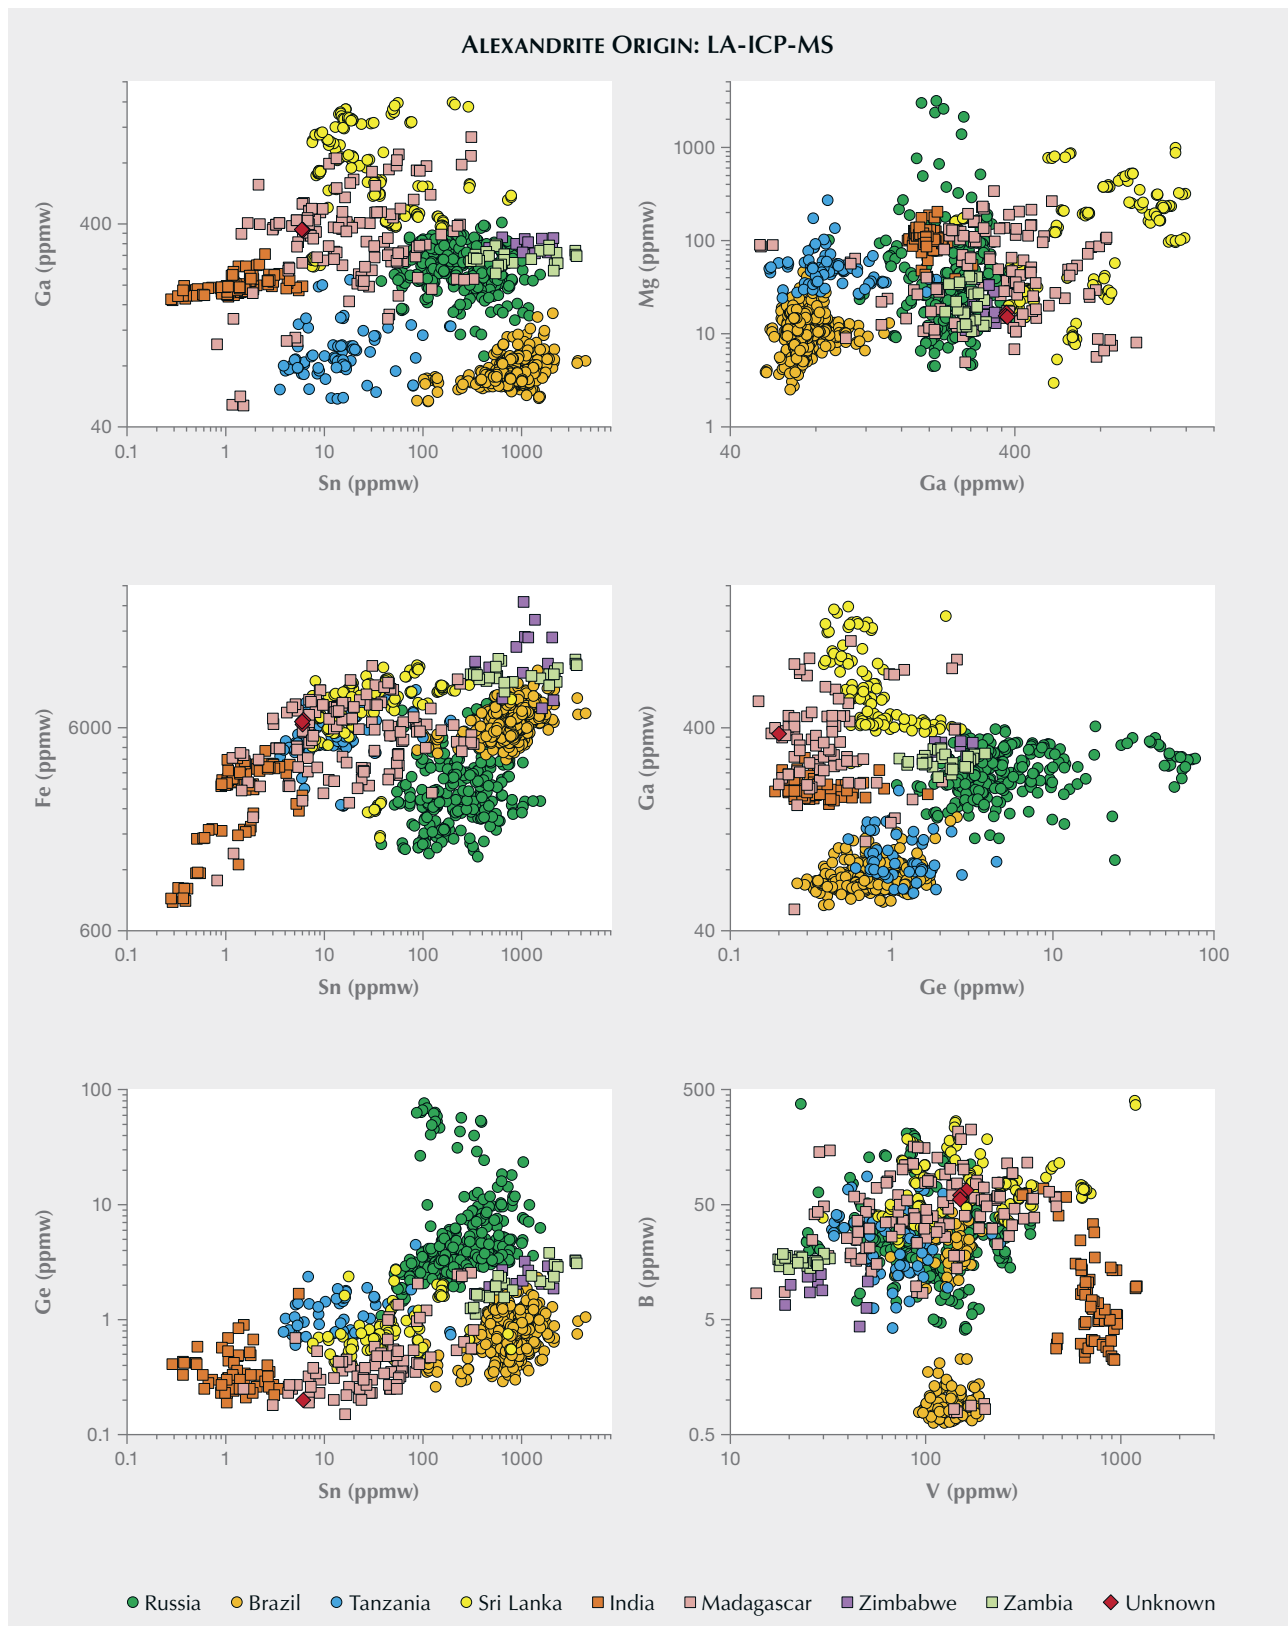 ALEXANDRITE ORIGIN: LA-ICP-MS
Ga (ppmw)
400
40
0.1 1 10 100 1000
Sn (ppmw)
Mg (ppmw)
1000
100
10
1
40 400
Ga (ppmw)
Fe (ppmw)
6000
600
0.1 1 10 100 1000
Sn (ppmw)
Ga (ppmw)
400
40
0.1 1 10 100
Ge (ppmw)
Ge (ppmw)
100
10
1
0.1
0.1 1 10 100 1000
Sn (ppmw)
B (ppmw)
500
50
5
0.5
10 100 1000
V (ppmw)
Russia Brazil Tanzania Sri Lanka India Madagascar Zimbabwe Zambia Unknown